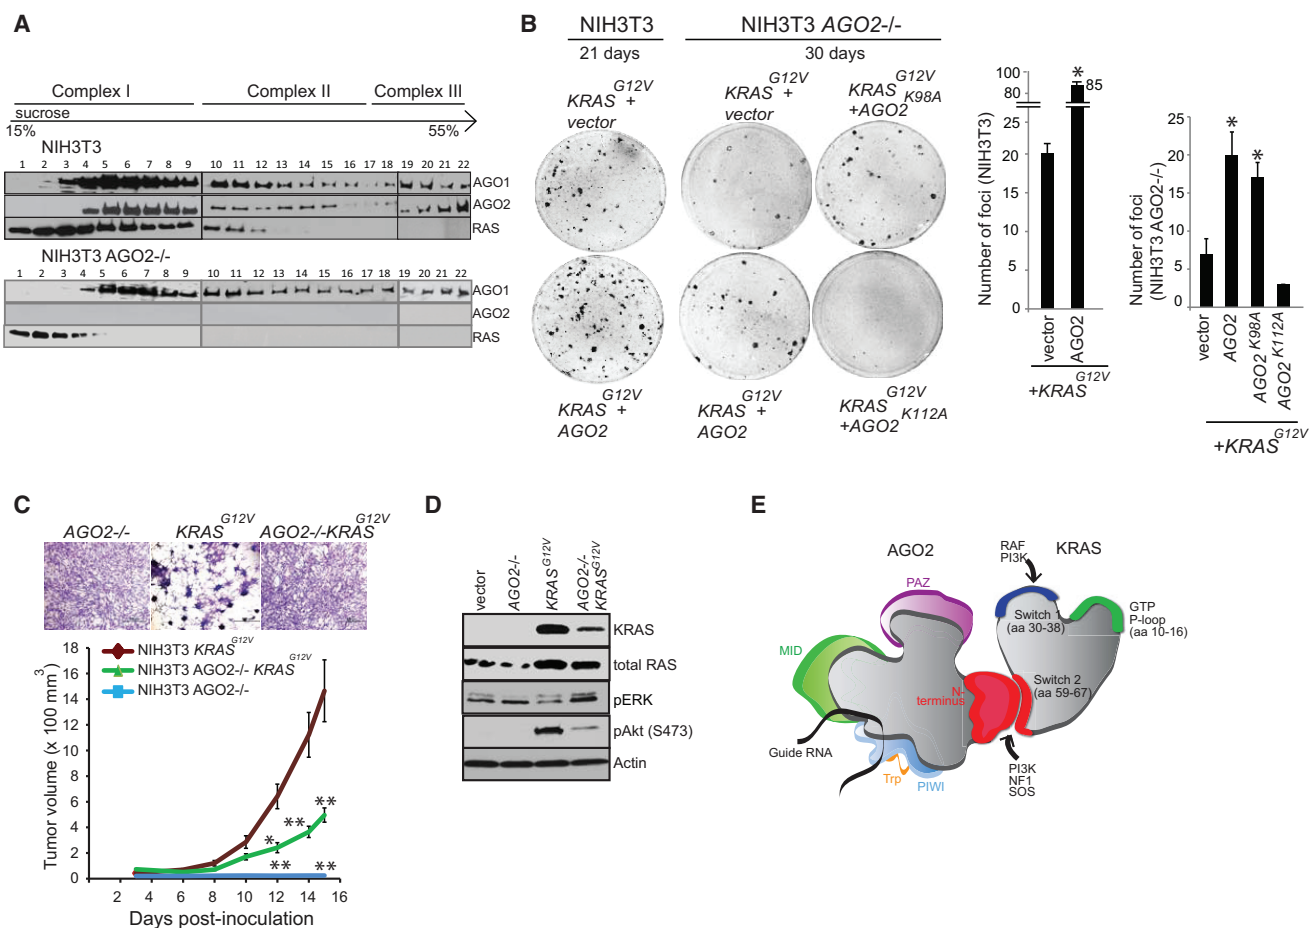 A
Complex I Complex II Complex III
sucrose
15% 55%
NIH3T3
1 2 3 4 5 6 7 8 9 10 11 12 13 14 15 16 17 18 19 20 21 22
AGO1
AGO2
RAS
NIH3T3 AGO2-/-
1 2 3 4 5 6 7 8 9 10 11 12 13 14 15 16 17 18 19 20 21 22
AGO1
AGO2
RAS
B
NIH3T3 NIH3T3 AGO2-/-
21 days 30 days
KRAS G12V +
vector
KRAS G12V +
vector
KRAS G12V
+AGO2 K98A
KRAS G12V +
AGO2
KRAS G12V +
AGO2
KRAS G12V
+AGO2 K112A
Number of foci (NIH3T3)
100
80
25
20
15
10
5
0
*
85
vector
AGO2
+KRAS G12V
Number of foci
(NIH3T3 AGO2-/-)
25
20
15
10
5
0
*
*
vector
AGO2
AGO2 K98A
AGO2 K112A
+KRAS G12V
C
AGO2-/- KRAS G12V AGO2-/-KRAS G12V
NIH3T3 KRAS G12V
NIH3T3 AGO2-/- KRAS G12V
NIH3T3 AGO2-/-
Tumor volume (x 100 mm3)
18
16
14
12
10
8
6
4
2
0
*
**
**
**
**
2 4 6 8 10 12 14 16
Days post-inoculation
D
vector
AGO2-/-
KRAS G12V
AGO2-/-
KRAS G12V
KRAS
total RAS
pERK
pAkt (S473)
Actin
E
AGO2
KRAS
RAF
PI3K
PAZ
MID
Switch 1
(aa 30-38)
GTP
P-loop
(aa 10-16)
Switch 2
(aa 59-67)
N-
terminus
Guide RNA
Trp
PIWI
PI3K
NF1
SOS